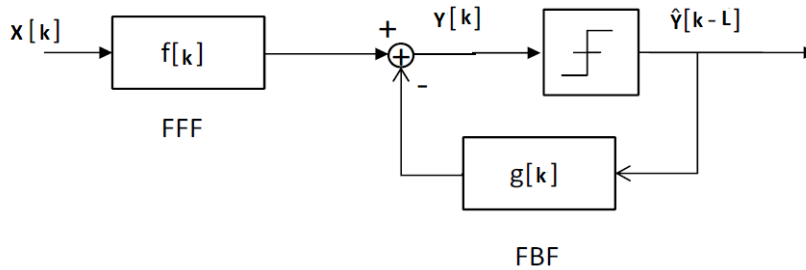 X[k]
f[k]
FFF
+
+
-
Y[k]
Ŷ[k-L]
g[k]
FBF